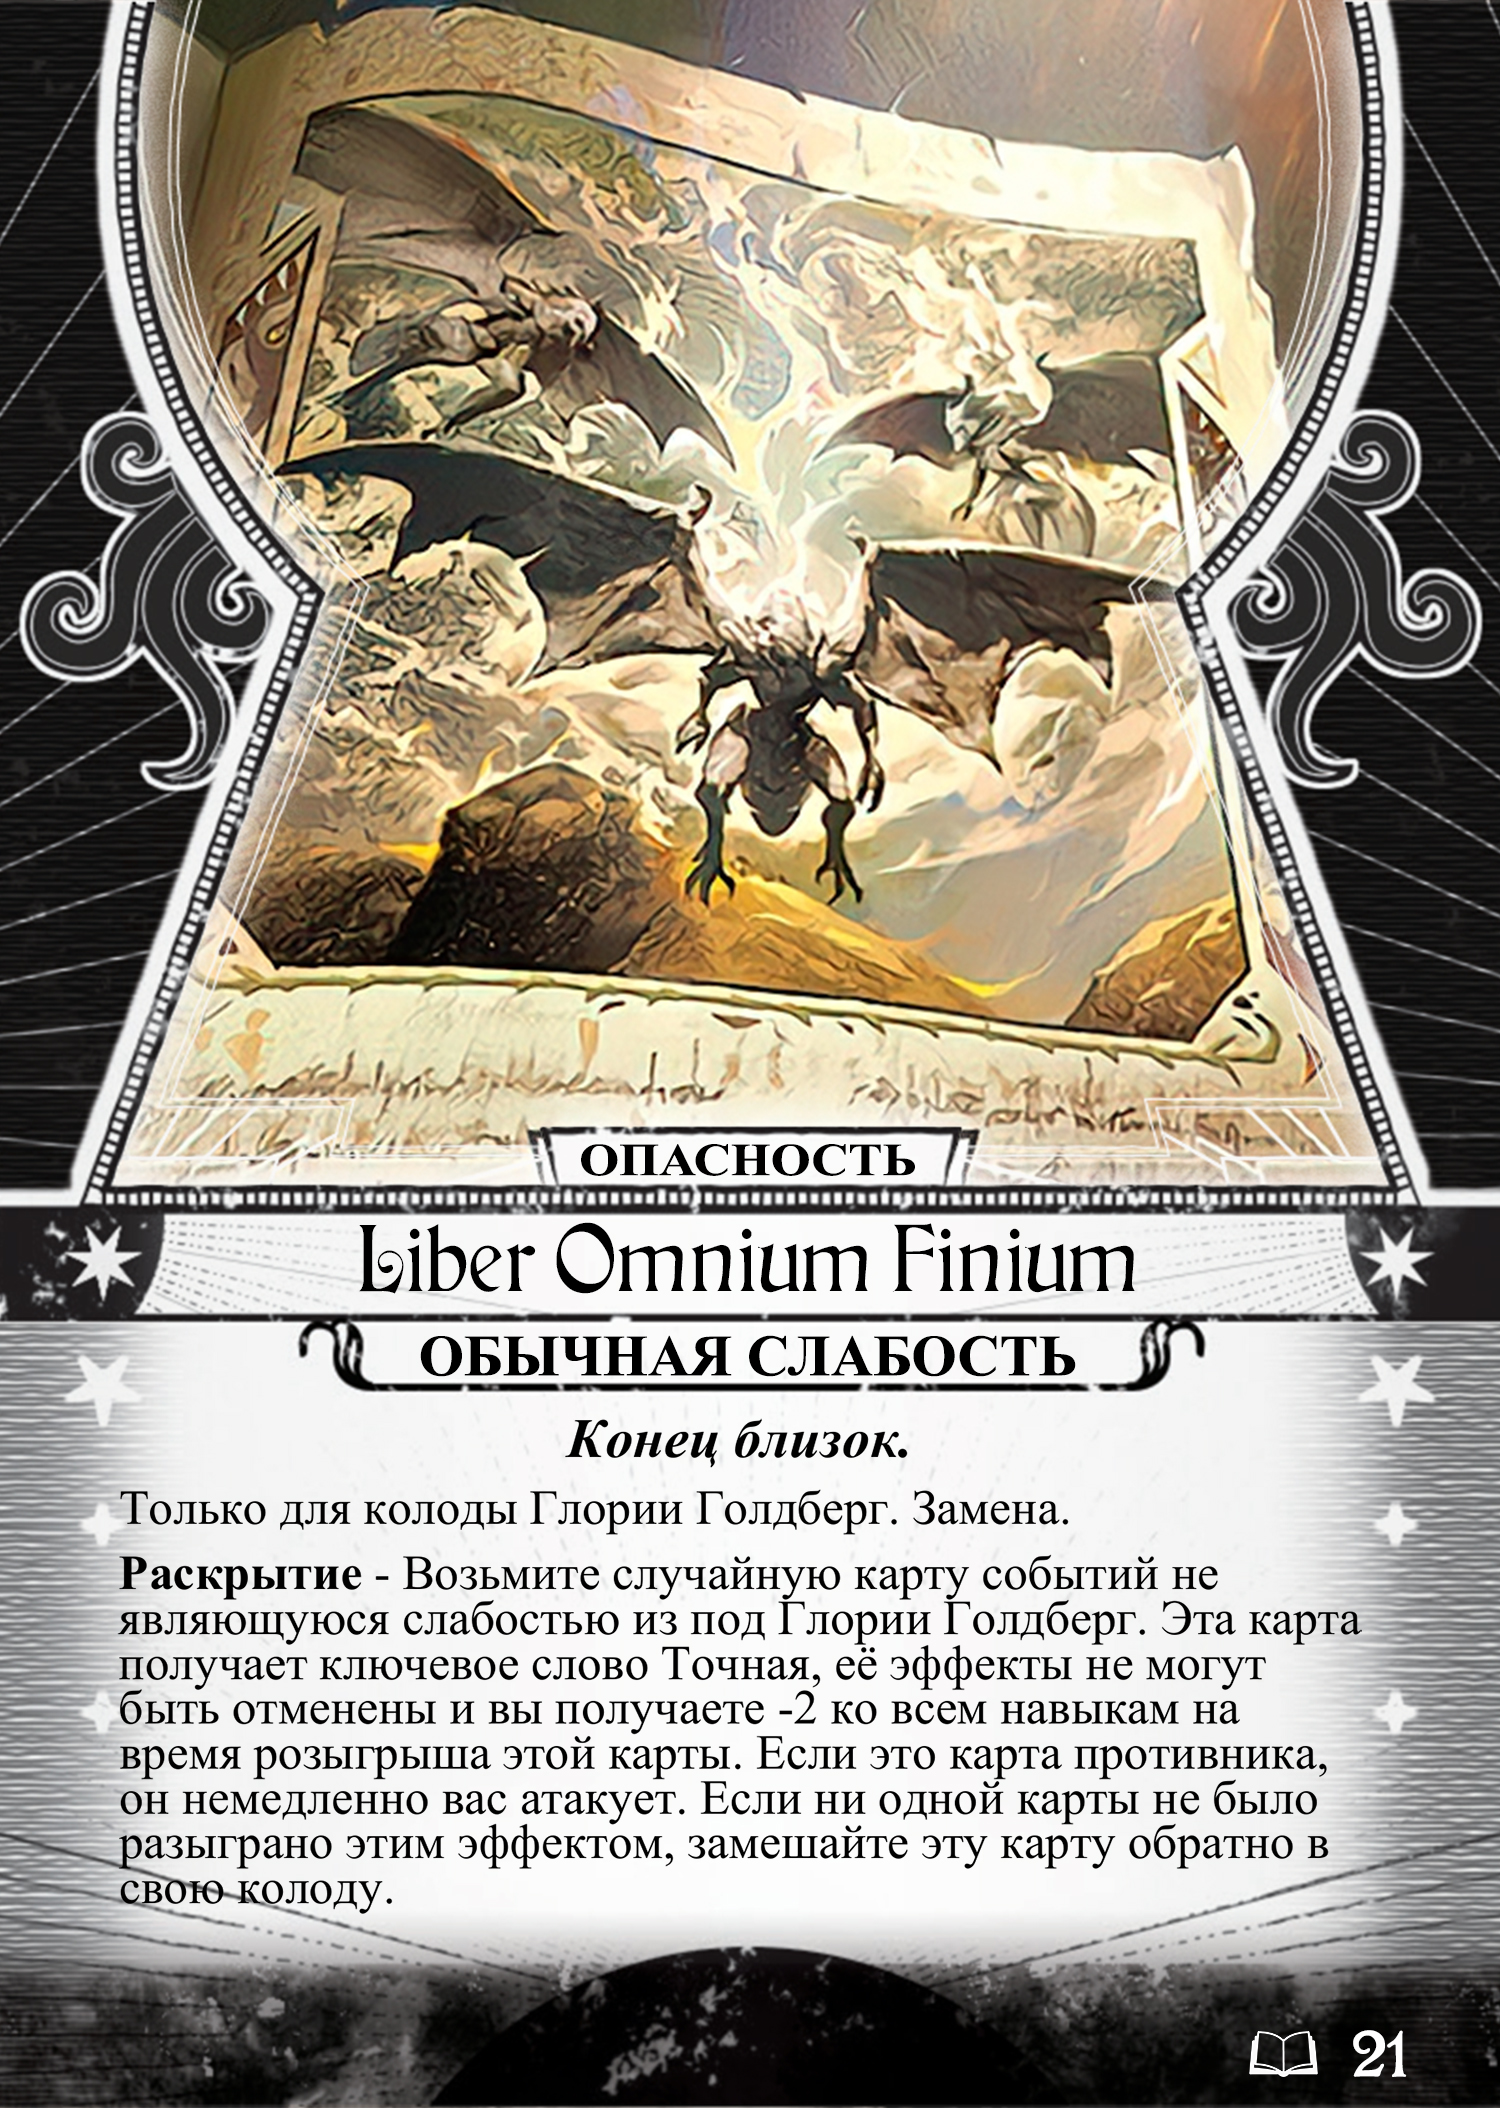 ОПАСНОСТЬ
Liber Omnium Finium
ОБЫЧНАЯ СЛАБОСТЬ
Конец близок.
Только для колоды Глории Голдберг. Замена.
Раскрытие - Возьмите случайную карту событий не
являющуюся слабостью из под Глории Голдберг. Эта карта
получает ключевое слово Точная, её эффекты не могут
быть отменены и вы получаете -2 ко всем навыкам на
время розыгрыша этой карты. Если это карта противника,
он немедленно вас атакует. Если ни одной карты не было
разыграно этим эффектом, замешайте эту карту обратно в
свою колоду.
21